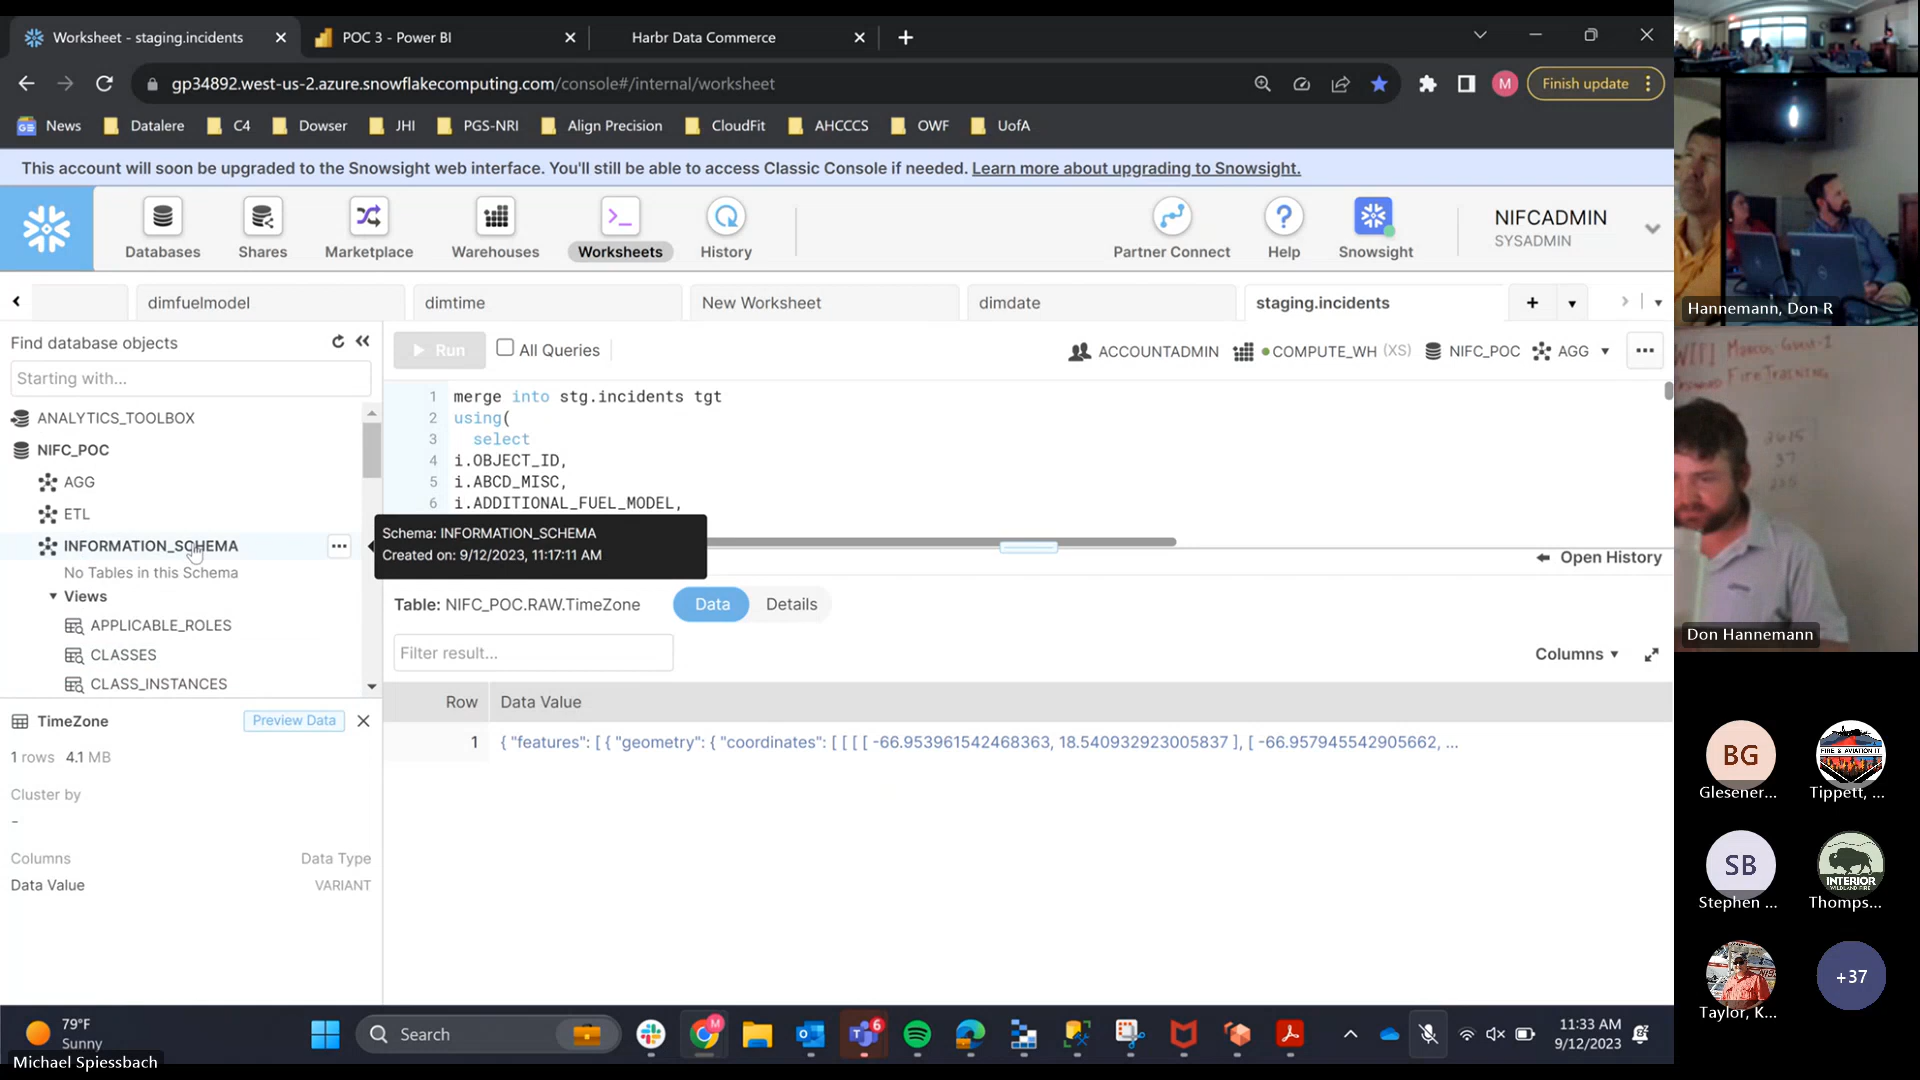 Worksheet - staging.incidents
POC 3 - Power BI
Harbr Data Commerce
gp34892.west-us-2.azure.snowflakecomputing.com/console#/internal/worksheet
M
Finish update
News
Datalere
C4
Dowser
JHI
PGS-NRI
Align Precision
CloudFit
AHCCCS
OWF
UofA
This account will soon be upgraded to the Snowsight web interface. You'll still be able to access Classic Console if needed. Learn more about upgrading to Snowsight.
Databases
Shares
Marketplace
Warehouses
Worksheets
History
Partner Connect
Help
Snowsight
NIFCADMIN
SYSADMIN
dimfuelmodel
dimtime
New Worksheet
dimdate
staging.incidents
Find database objects
Starting with...
Run
All Queries
ACCOUNTADMIN
COMPUTE_WH (XS)
NIFC_POC
AGG
ANALYTICS_TOOLBOX
NIFC_POC
AGG
ETL
INFORMATION_SCHEMA
No Tables in this Schema
Views
APPLICABLE_ROLES
CLASSES
CLASS_INSTANCES
1 merge into stg.incidents tgt
2 using(
3 select
4 i.OBJECT_ID,
5 i.ABCD_MISC,
6 i.ADDITIONAL_FUEL_MODEL,
Schema: INFORMATION_SCHEMA
Created on: 9/12/2023, 11:17:11 AM
Open History
Table: NIFC_POC.RAW.TimeZone
Data
Details
Filter result...
Columns
Row
Data Value
1
{ "features": [ { "geometry": { "coordinates": [ [ [ [ -66.953961542468363, 18.540932923005837 ], [ -66.957945542905662, ...
TimeZone
Preview Data
1 rows 4.1 MB
Cluster by
-
Columns
Data Type
Data Value
VARIANT
79°F
Sunny
Search
M
6
11:33 AM
9/12/2023
Michael Spiessbach
Hannemann, Don R
Fire Training
Don Hannemann
BG
Glesener...
FIRE & AVIATION IT
Tippett, ...
SB
Stephen ...
INTERIOR
WILDLAND FIRE
Thomps...
Taylor, K...
+37